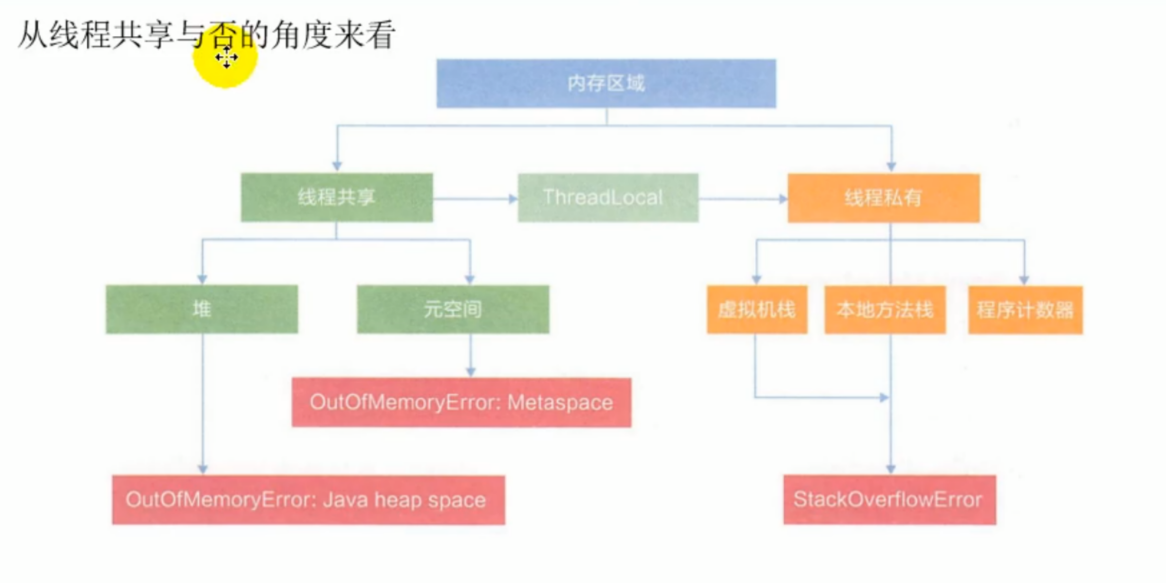 从线程共享与否的角度来看
内存区域
线程共享
ThreadLocal
线程私有
堆
元空间
虚拟机栈
本地方法栈
程序计数器
OutOfMemoryError: Metaspace
OutOfMemoryError: Java heap space
StackOverflowError